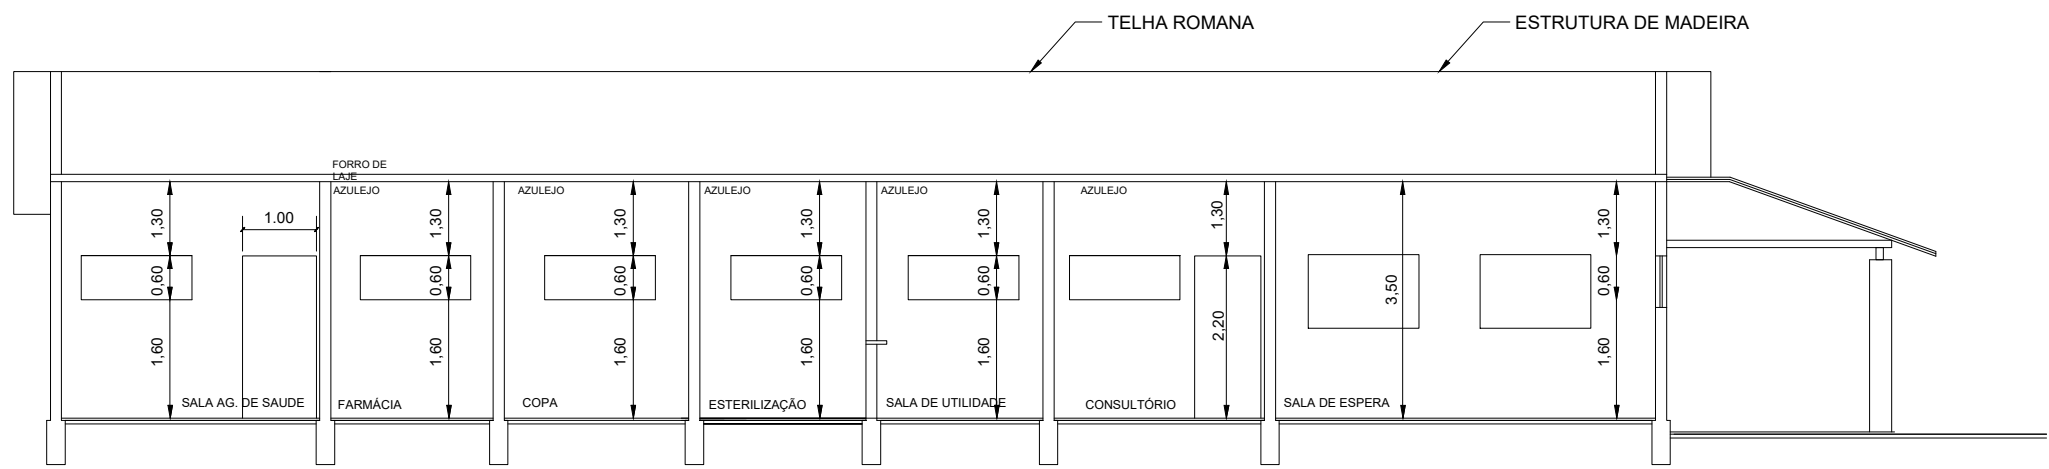 TELHA ROMANA
ESTRUTURA DE MADEIRA
FORRO DE
LAJE
AZULEJO
AZULEJO
AZULEJO
AZULEJO
AZULEJO
1,30
1.00
1,30
1,30
1,30
1,30
1,30
1,30
0,60
0,60
0,60
0,60
0,60
3,50
0,60
1,60
1,60
1,60
1,60
1,60
2,20
1,60
SALA AG. DE SAUDE
FARMÁCIA
COPA
ESTERILIZAÇÃO
SALA DE UTILIDADE
CONSULTÓRIO
SALA DE ESPERA